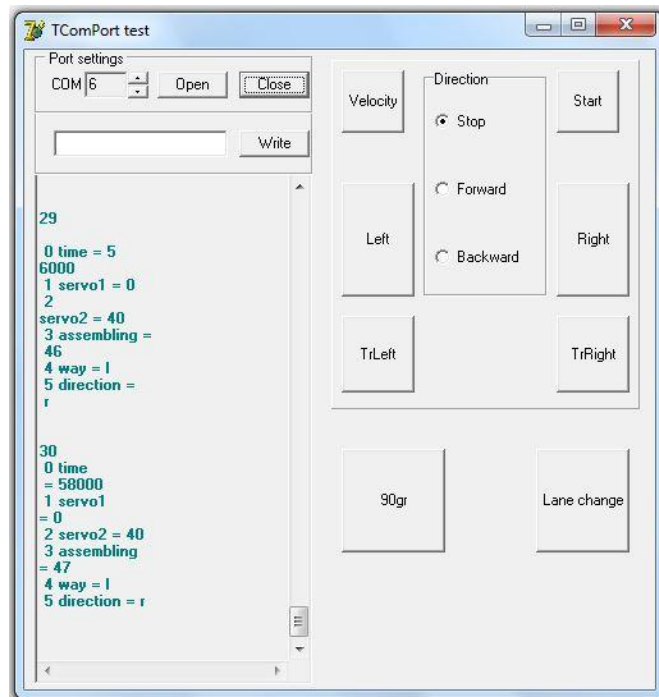 TComPort test
Port settings
COM 6 Open Close
Write
29
0 time = 5
6000
1 servo1 = 0
2
servo2 = 40
3 assembling =
46
4 way = l
5 direction =
r
30
0 time
= 58000
1 servo1
= 0
2 servo2 = 40
3 assembling
= 47
4 way = l
5 direction = r
Velocity
Direction
Stop
Forward
Backward
Start
Left
Right
TrLeft
TrRight
90gr
Lane change